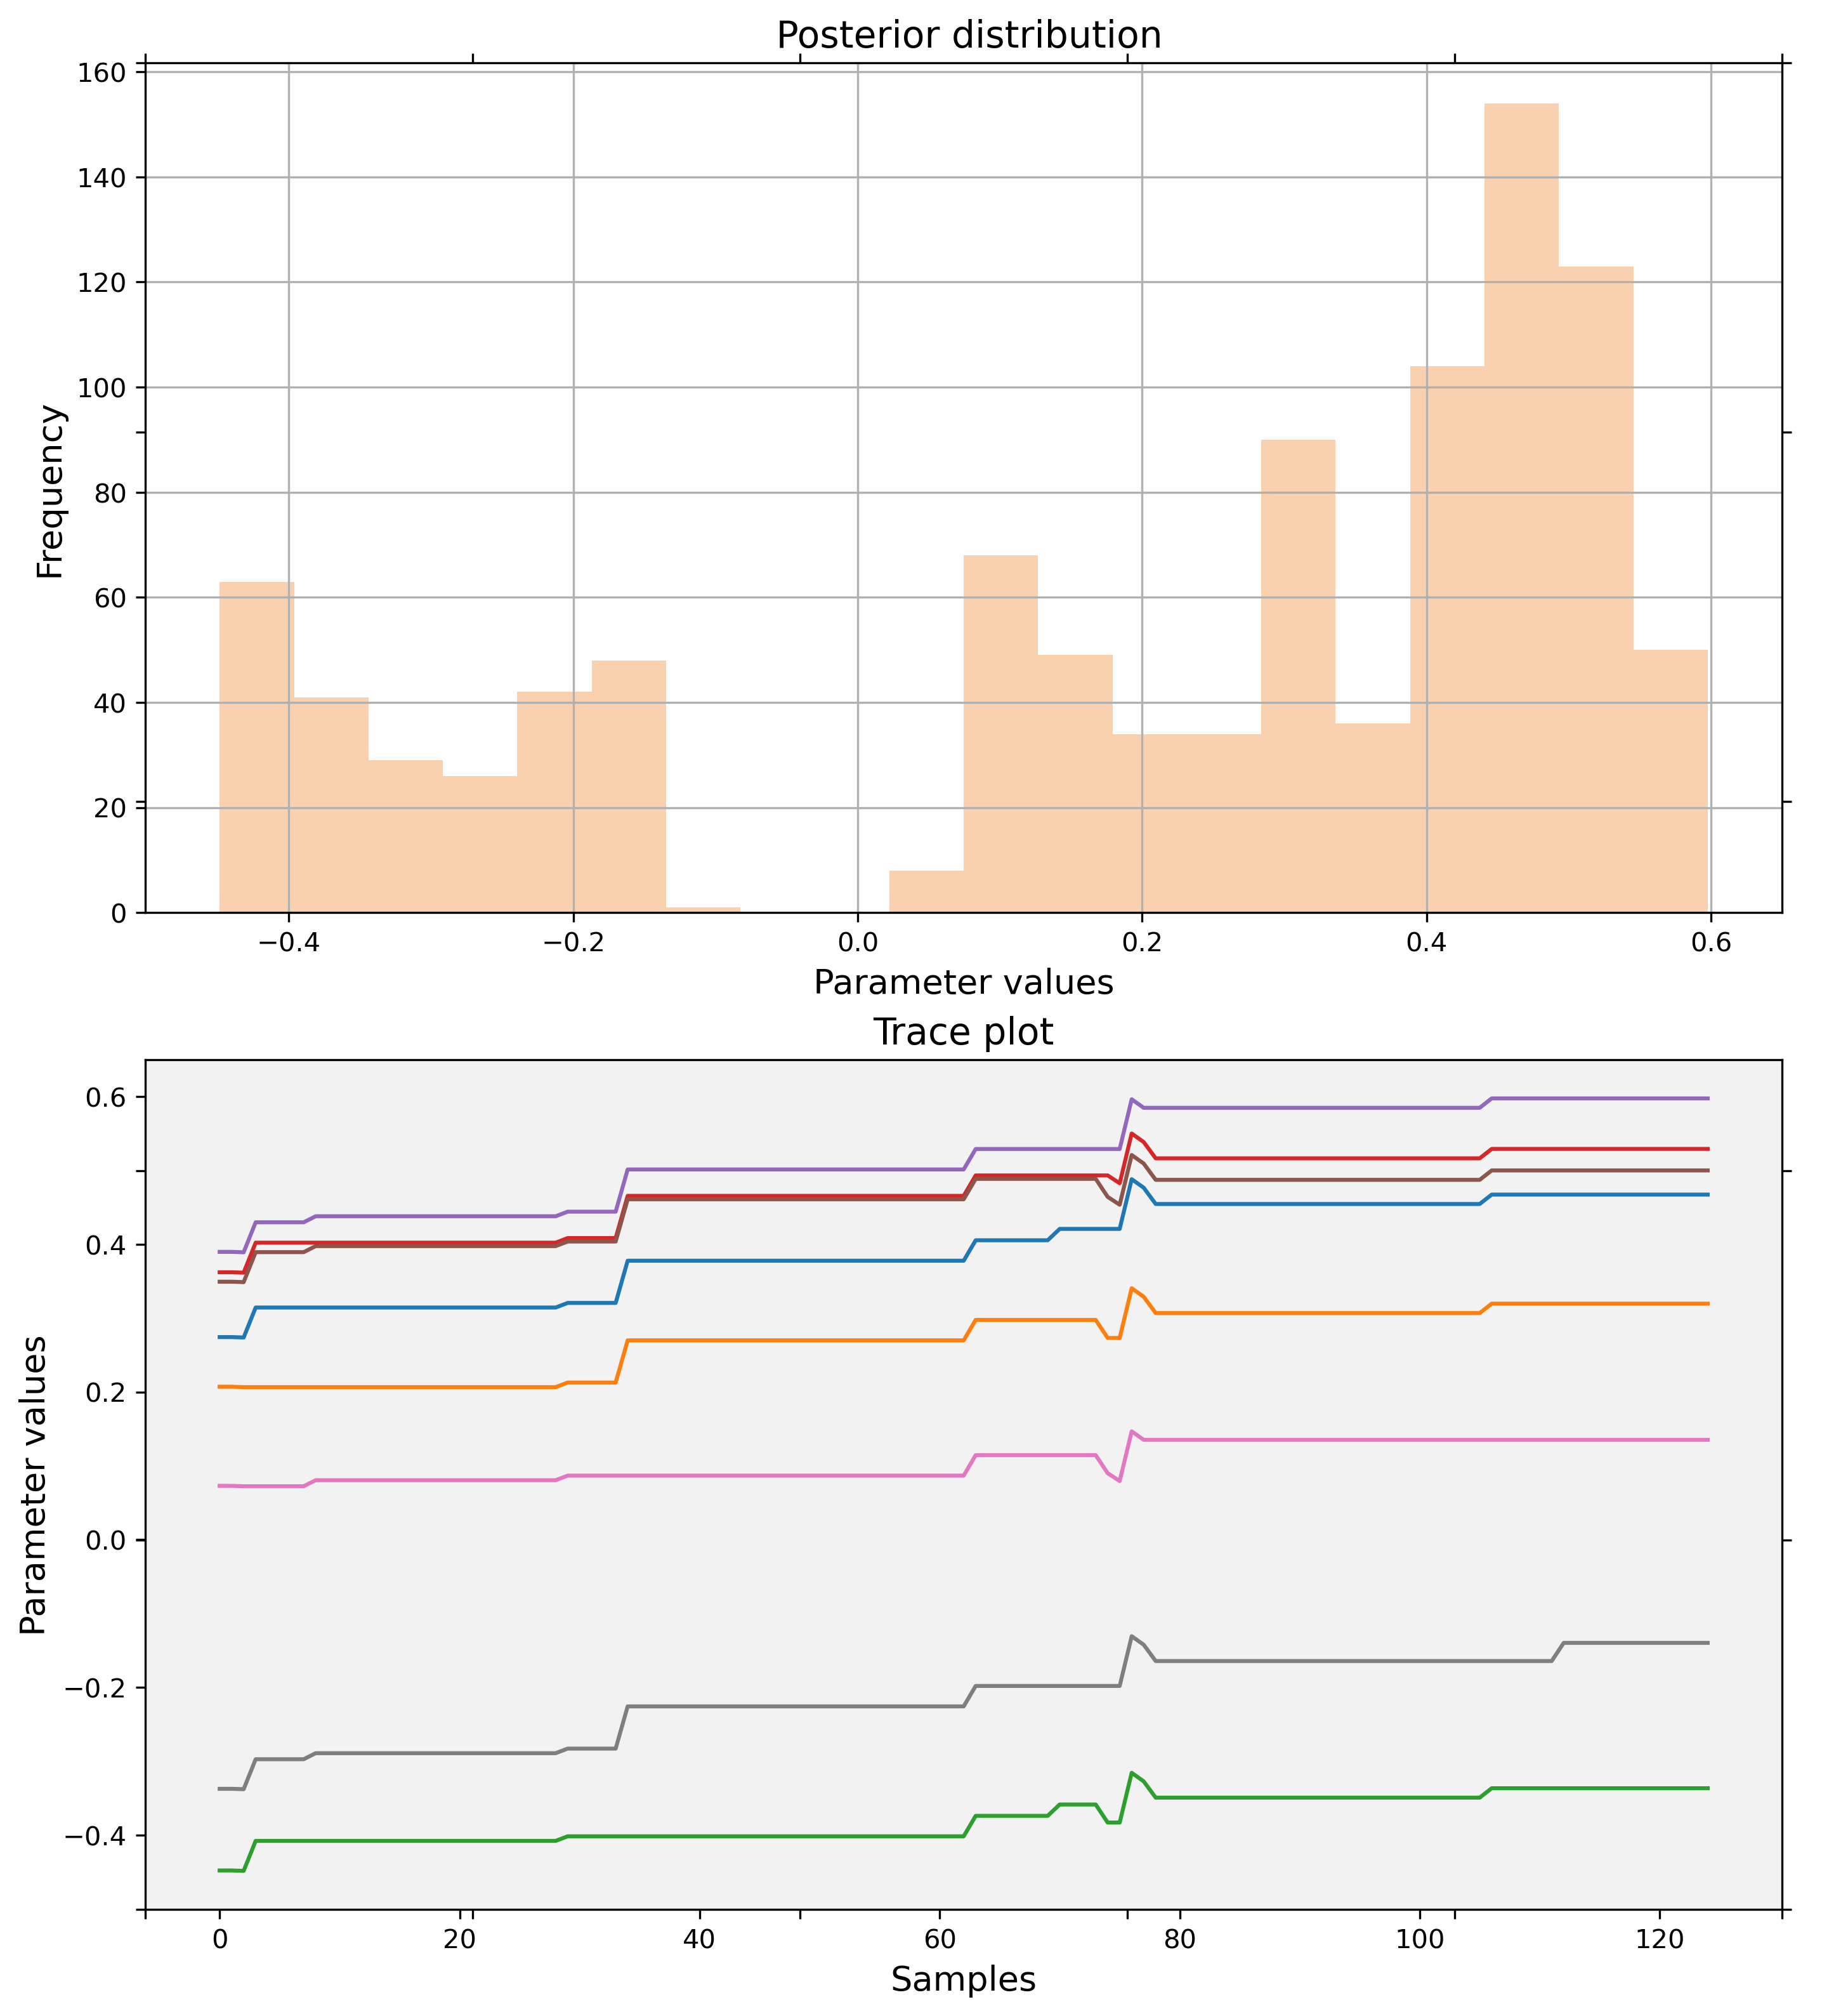 Posterior distribution
160
140
120
100
80
60
40
20
0
Frequency
−0.4 −0.2 0.0 0.2 0.4 0.6
Parameter values
Trace plot
0.6
0.4
0.2
0.0
−0.2
−0.4
Parameter values
0 20 40 60 80 100 120
Samples